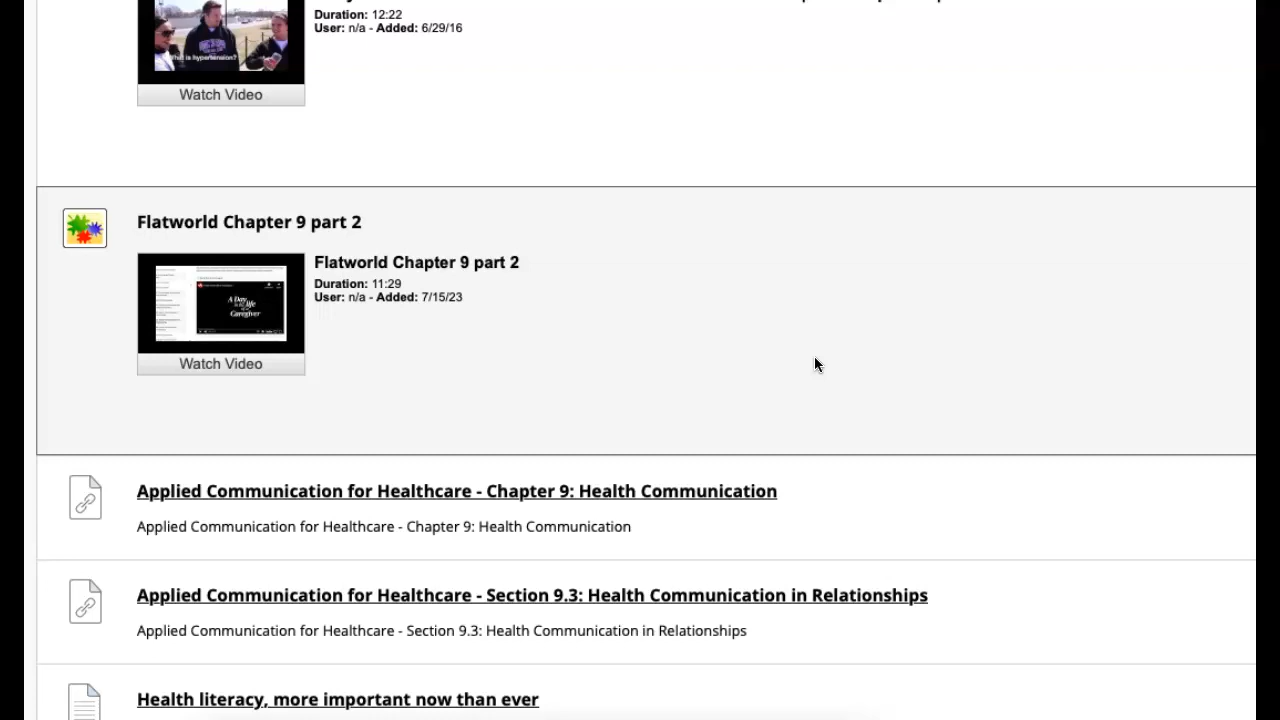 Duration: 12:22
User: n/a - Added: 6/29/16
What is hypertension?
Watch Video
Flatworld Chapter 9 part 2
Flatworld Chapter 9 part 2
Duration: 11:29
User: n/a - Added: 7/15/23
A Day
in the life
of a
Caregiver
Watch Video
Applied Communication for Healthcare - Chapter 9: Health Communication
Applied Communication for Healthcare - Chapter 9: Health Communication
Applied Communication for Healthcare - Section 9.3: Health Communication in Relationships
Applied Communication for Healthcare - Section 9.3: Health Communication in Relationships
Health literacy, more important now than ever